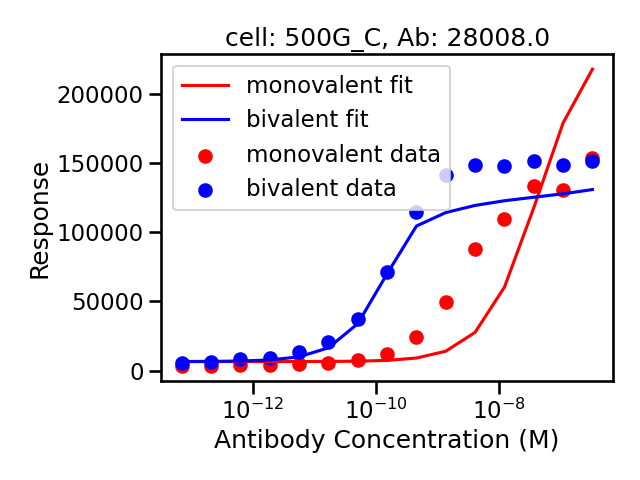 cell: 500G_C, Ab: 28008.0
monovalent fit
bivalent fit
monovalent data
bivalent data
Response
200000
150000
100000
50000
0
10⁻¹²
10⁻¹⁰
10⁻⁸
Antibody Concentration (M)